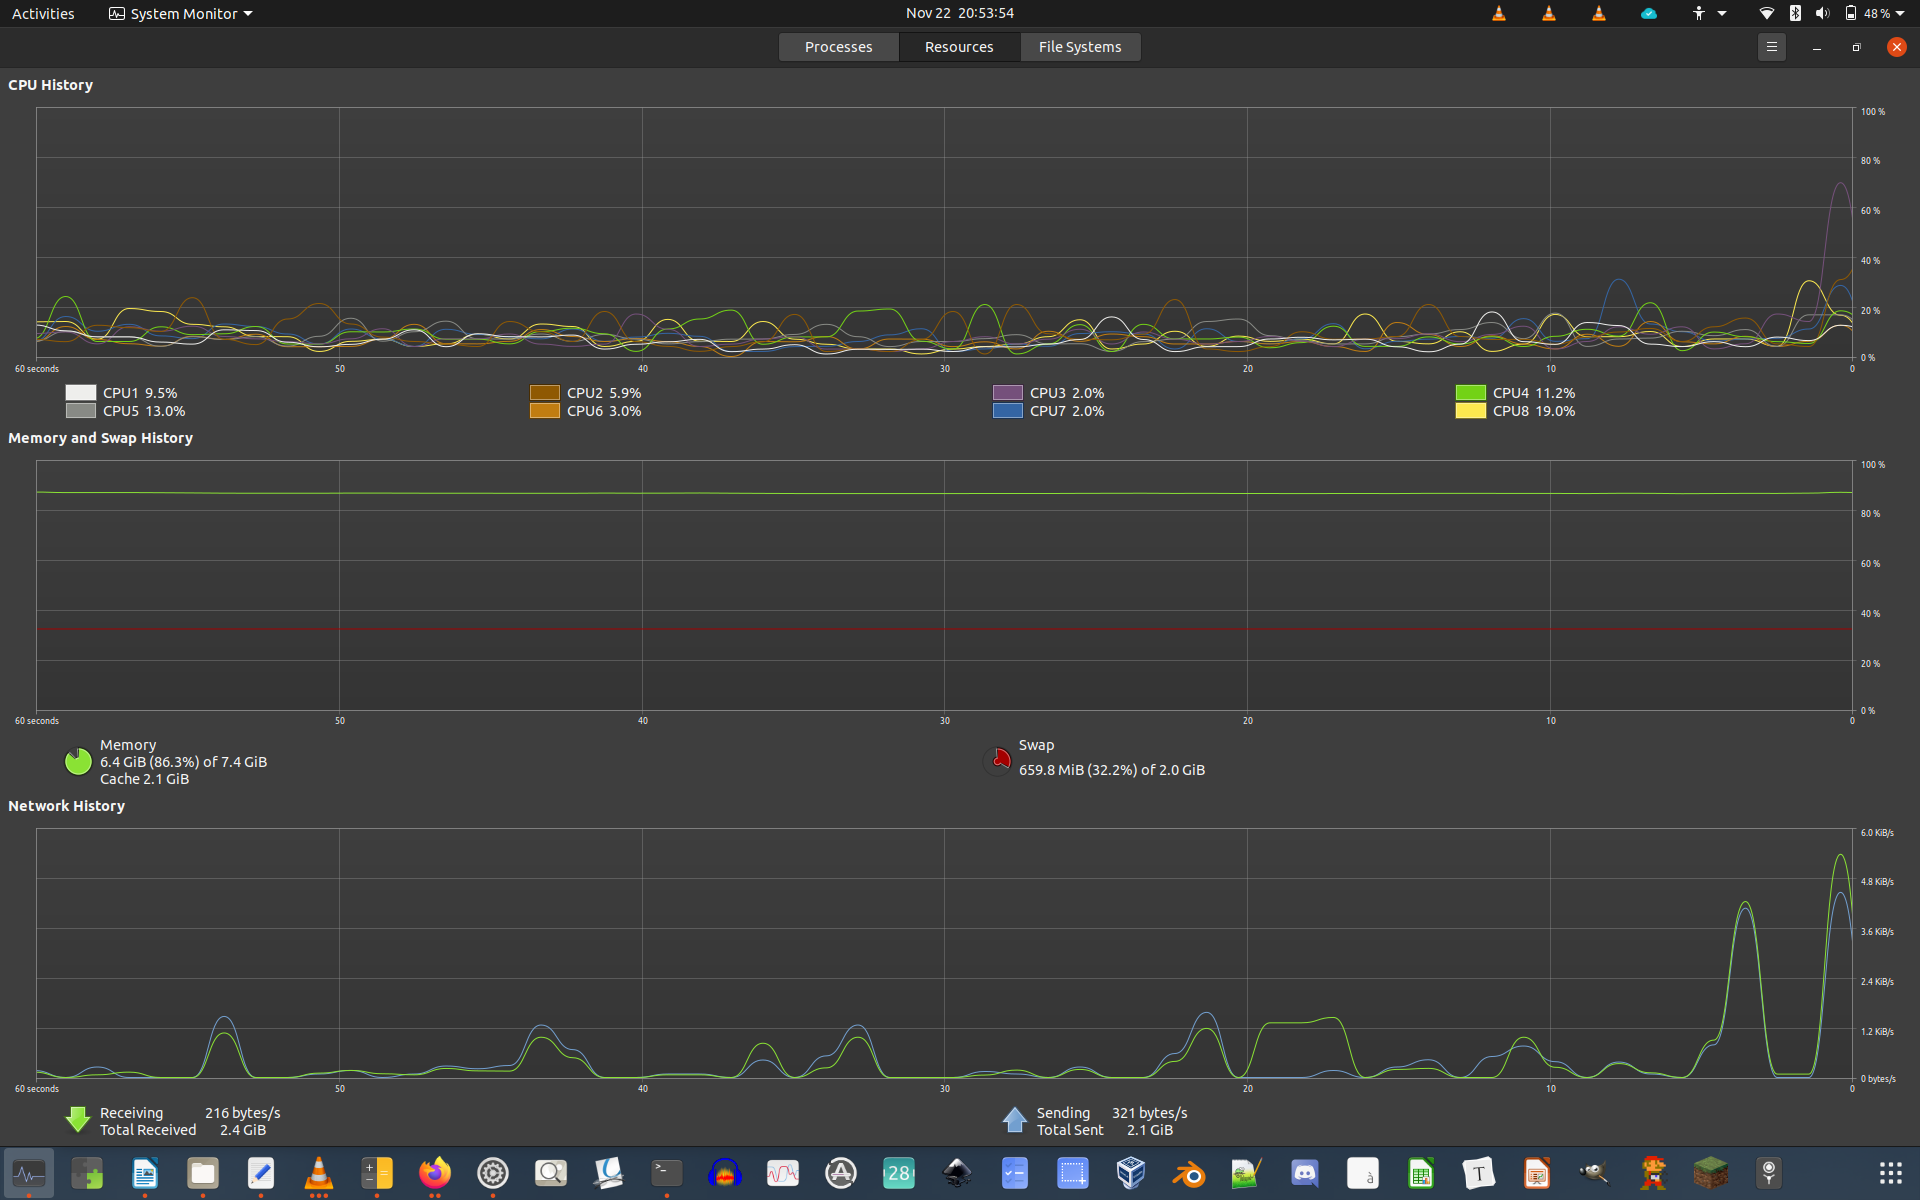 Activities System Monitor Nov 22 20:53:54 48 %
Processes Resources File Systems
CPU History
100 %
80 %
60 %
40 %
20 %
0 %
60 seconds 50 40 30 20 10 0
CPU1 9.5% CPU2 5.9% CPU3 2.0% CPU4 11.2%
CPU5 13.0% CPU6 3.0% CPU7 2.0% CPU8 19.0%
Memory and Swap History
100 %
80 %
60 %
40 %
20 %
0 %
60 seconds 50 40 30 20 10 0
Memory
6.4 GiB (86.3%) of 7.4 GiB
Cache 2.1 GiB
Swap
659.8 MiB (32.2%) of 2.0 GiB
Network History
6.0 KiB/s
4.8 KiB/s
3.6 KiB/s
2.4 KiB/s
1.2 KiB/s
0 bytes/s
60 seconds 50 40 30 20 10 0
Receiving 216 bytes/s
Total Received 2.4 GiB
Sending 321 bytes/s
Total Sent 2.1 GiB
28
à
T